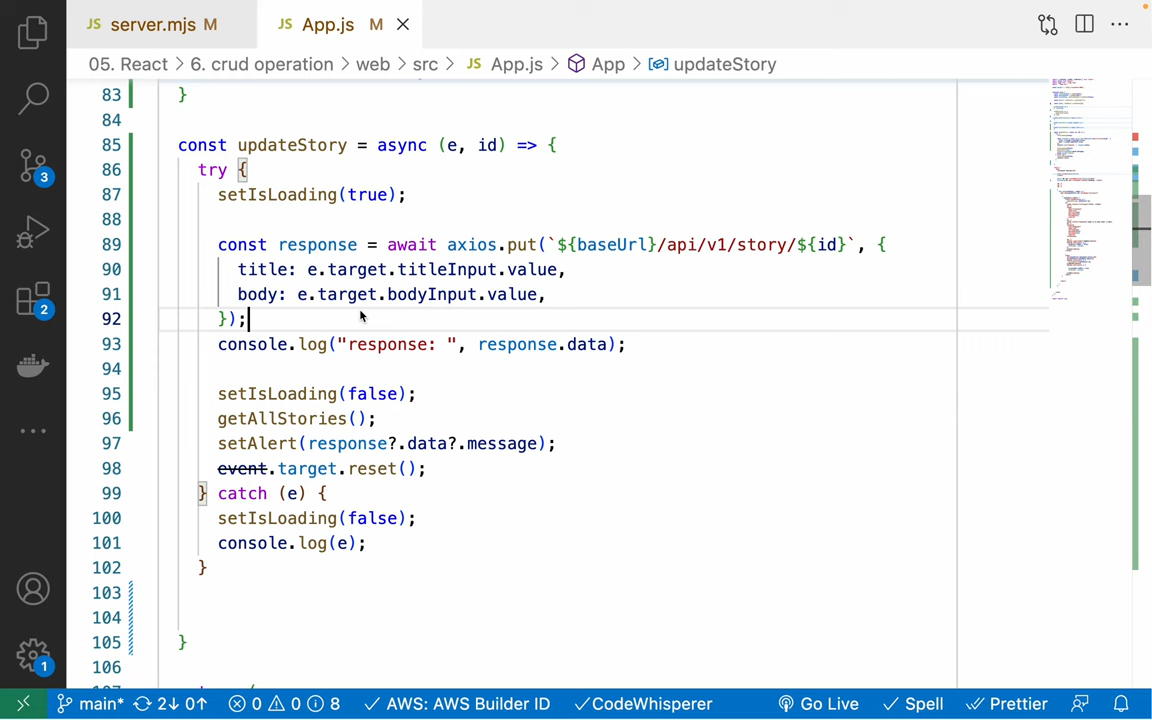 JS server.mjs M JS App.js M
05. React > 6. crud operation > web > src > JS App.js > App > updateStory
83 }
84
85 const updateStory = async (e, id) => {
86 try {
87 setIsLoading(true);
88
89 const response = await axios.put(`${baseUrl}/api/v1/story/${id}`, {
90 title: e.target.titleInput.value,
91 body: e.target.bodyInput.value,
92 });
93 console.log("response: ", response.data);
94
95 setIsLoading(false);
96 getAllStories();
97 setAlert(response?.data?.message);
98 event.target.reset();
99 } catch (e) {
100 setIsLoading(false);
101 console.log(e);
102 }
103
104
105 }
106
3
2
1
main* 2↓ 0↑ 0 0 8 AWS: AWS Builder ID CodeWhisperer Go Live Spell Prettier